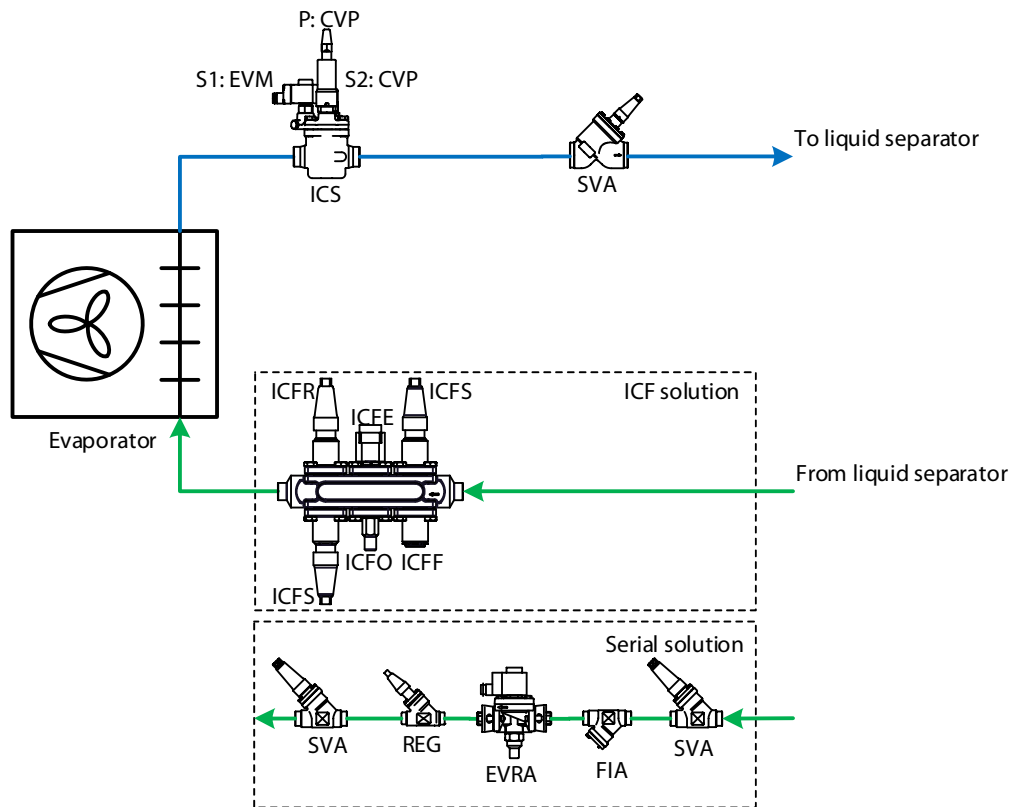 P: CVP
S1: EVM
S2: CVP
To liquid separator
ICS
SVA
ICFR
ICFS
ICF solution
ICFE
Evaporator
From liquid separator
ICFO
ICFF
ICFS
Serial solution
SVA
REG
EVRA
FIA
SVA